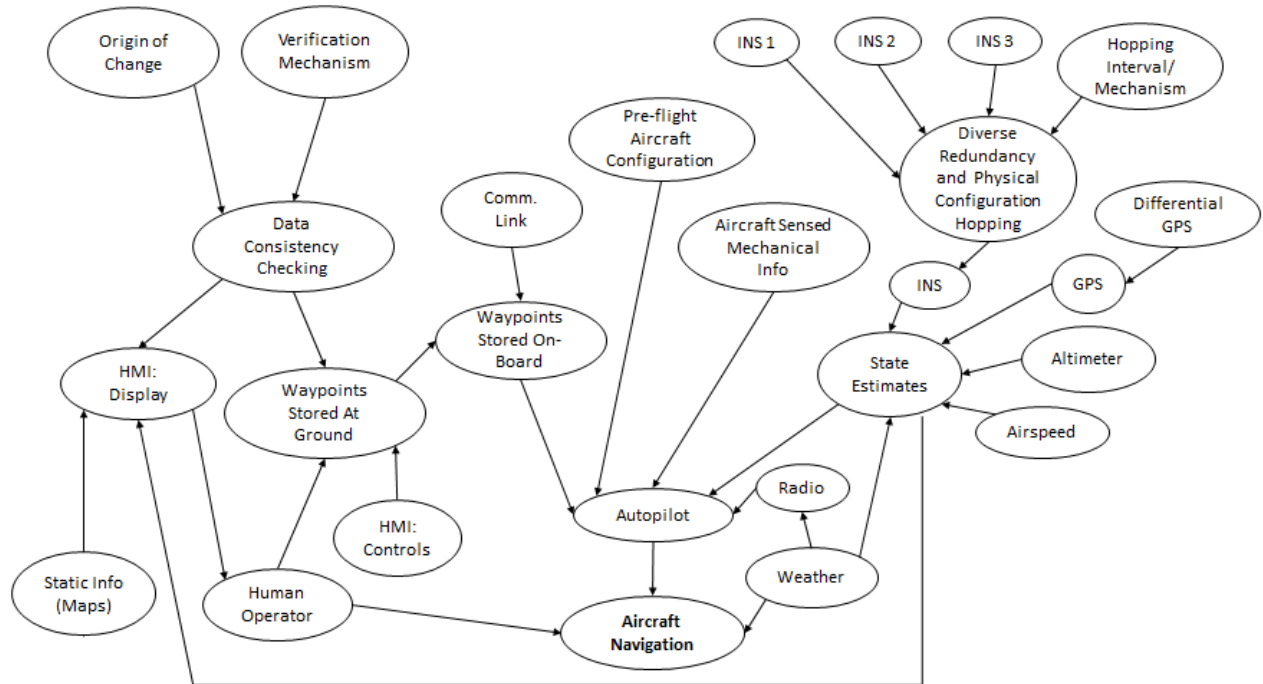 Origin of
Change
Verification
Mechanism
INS 1
INS 2
INS 3
Hopping
Interval/
Mechanism
Pre-flight
Aircraft
Configuration
Diverse
Redundancy
and Physical
Configuration
Hopping
Comm.
Link
Differential
GPS
Data
Consistency
Checking
Aircraft Sensed
Mechanical
Info
INS
GPS
Waypoints
Stored On-
Board
HMI:
Display
Waypoints
Stored At
Ground
State
Estimates
Altimeter
Airspeed
Radio
Autopilot
HMI:
Controls
Static Info
(Maps)
Human
Operator
Weather
Aircraft
Navigation